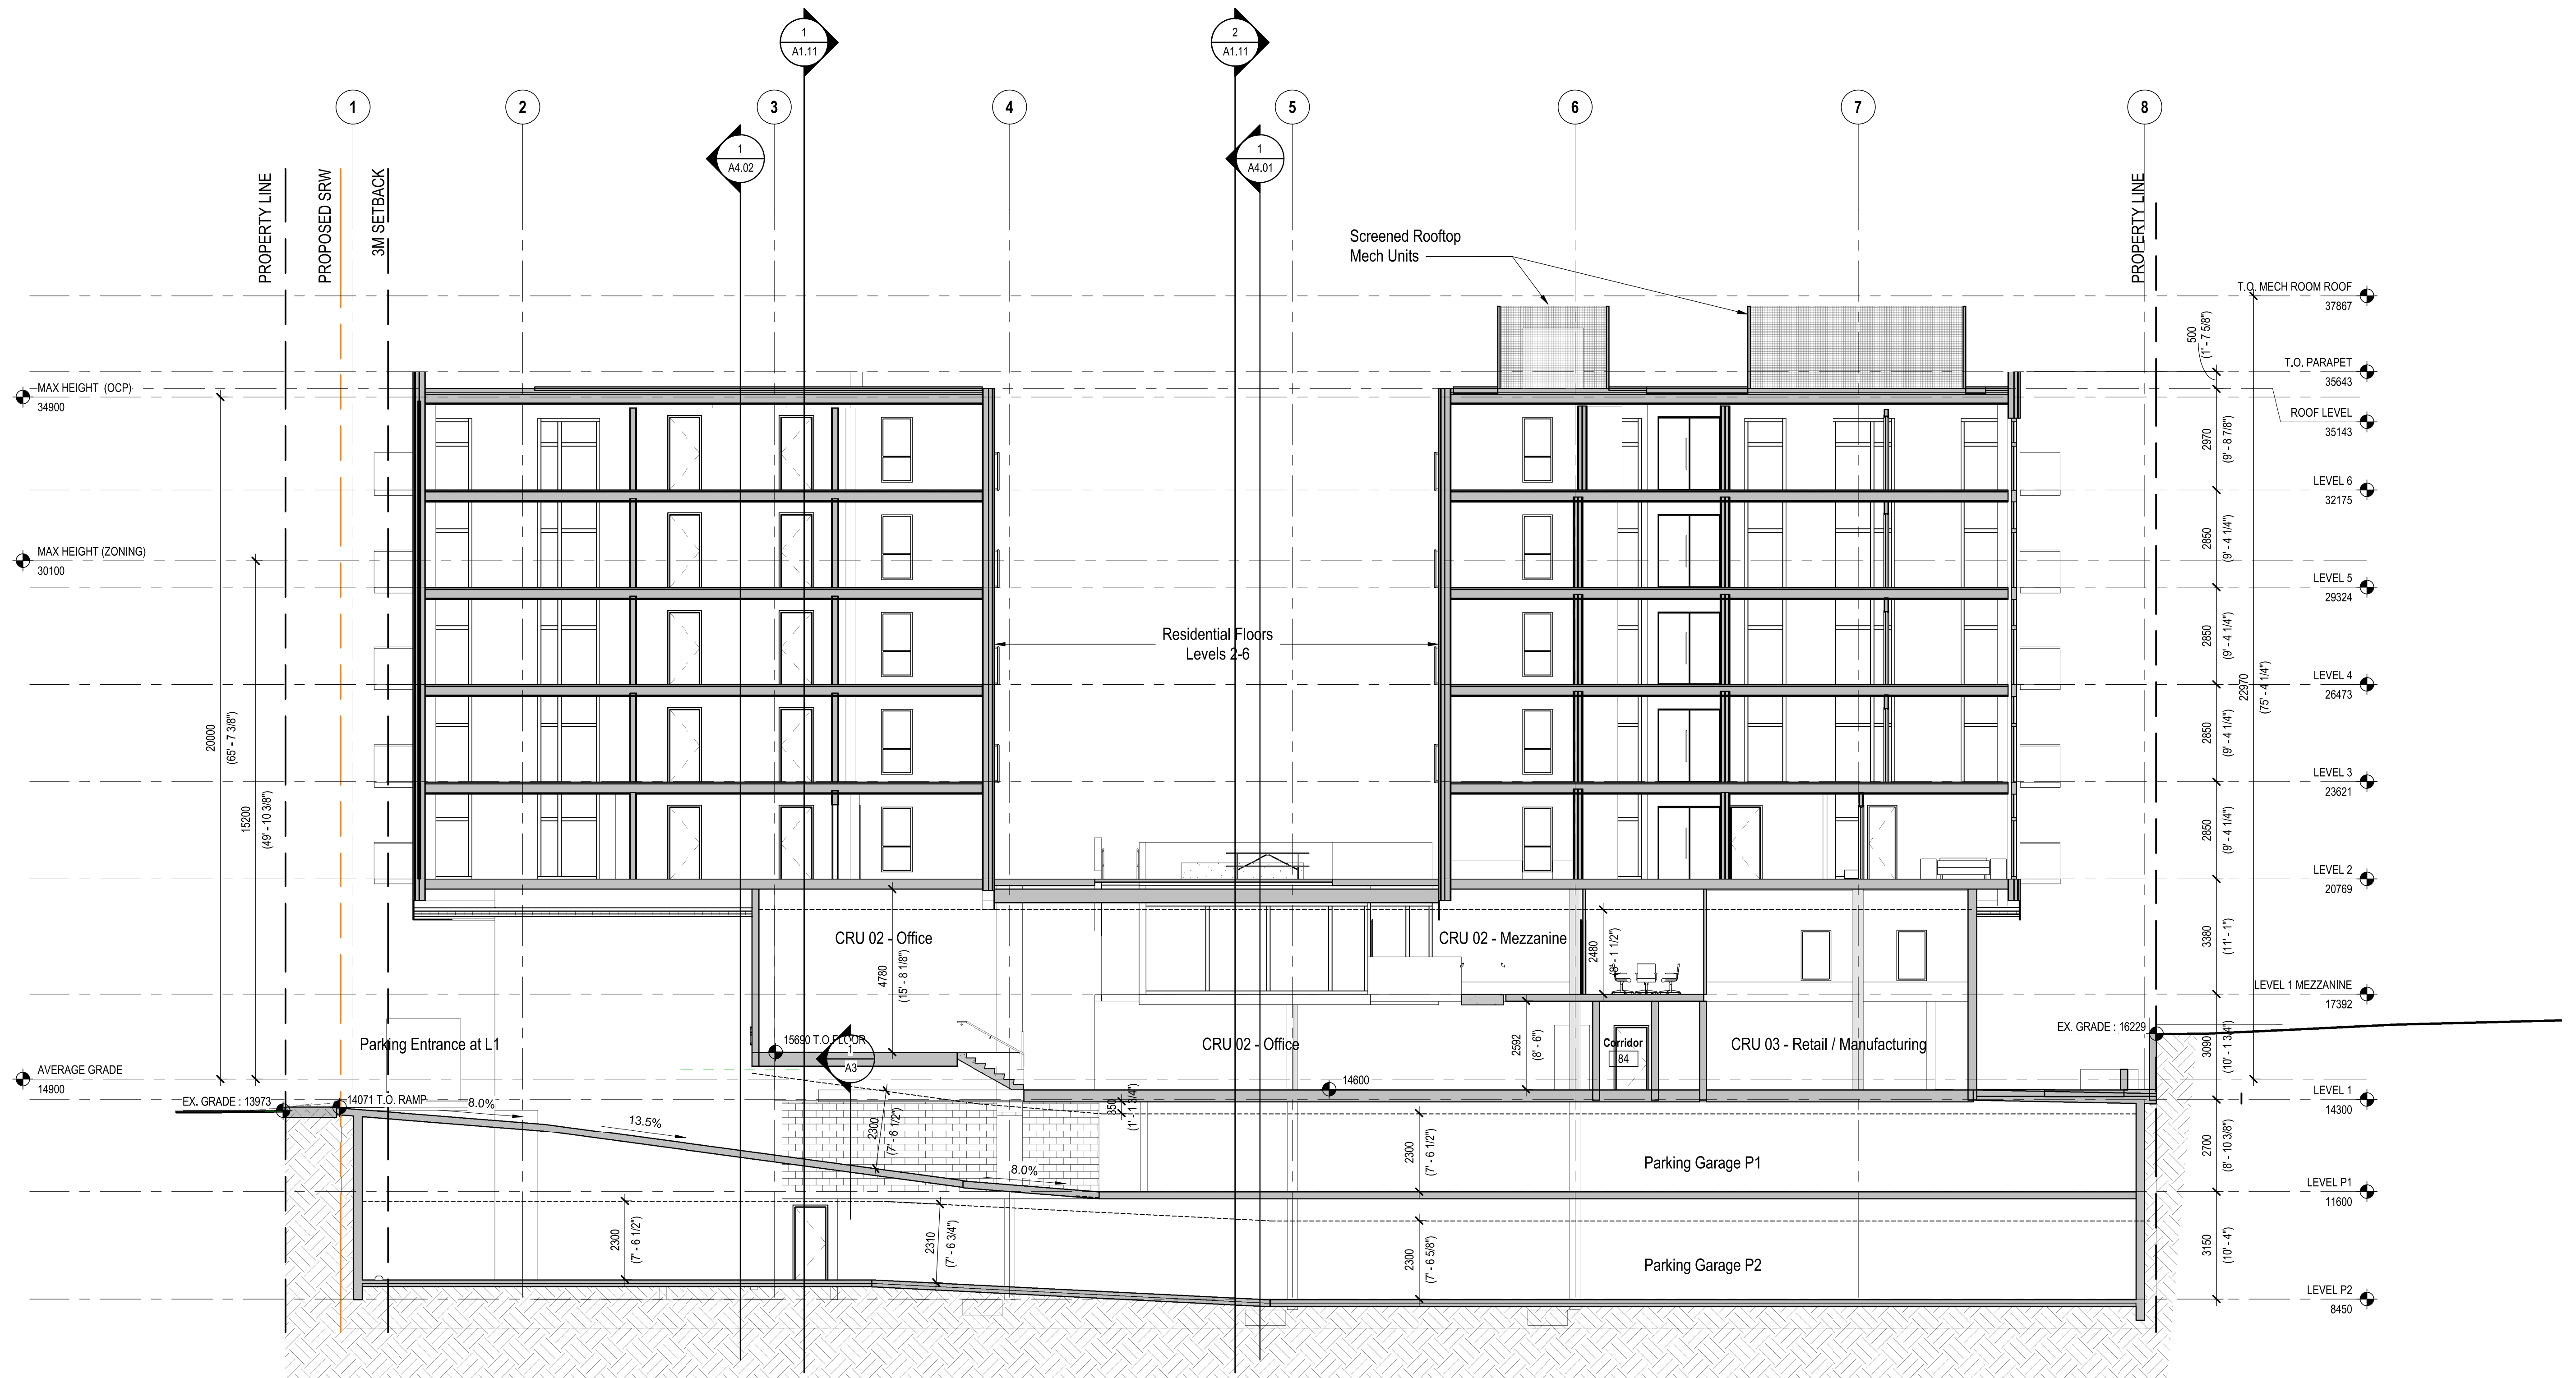 1
A1.11
2
A1.11
1
2
3
4
5
6
7
8
1
A4.02
1
A4.01
PROPERTY LINE
PROPOSED SRW
3M SETBACK
PROPERTY LINE
Screened Rooftop
Mech Units
T.O. MECH ROOM ROOF
37867
500
(1' - 7 5/8")
T.O. PARAPET
35643
MAX HEIGHT (OCP)
34900
ROOF LEVEL
35143
2970
(9' - 8 7/8")
LEVEL 6
32175
2850
(9' - 4 1/4")
MAX HEIGHT (ZONING)
30100
LEVEL 5
29324
2850
(9' - 4 1/4")
Residential Floors
Levels 2-6
LEVEL 4
26473
22970
(75' - 4 1/4")
2850
(9' - 4 1/4")
20000
(65' - 7 3/8")
LEVEL 3
23621
15200
(49' - 10 3/8")
2850
(9' - 4 1/4")
LEVEL 2
20769
CRU 02 - Office
CRU 02 - Mezzanine
4780
(15' - 8 1/8")
2480
(8' - 1 1/2")
3380
(11' - 1")
LEVEL 1 MEZZANINE
17392
EX. GRADE : 16229
Parking Entrance at L1
15690 T.O.FLOOR
1
A3
CRU 02 - Office
2592
(8' - 6")
Corridor
84
CRU 03 - Retail / Manufacturing
3090
(10' - 1 3/4")
AVERAGE GRADE
14900
14600
LEVEL 1
14300
EX. GRADE : 13973
14071 T.O. RAMP
8.0%
13.5%
2300
(7' - 6 1/2")
350
(1' - 1 3/4")
8.0%
2300
(7' - 6 1/2")
Parking Garage P1
2700
(8' - 10 3/8")
LEVEL P1
11600
2300
(7' - 6 1/2")
2310
(7' - 6 3/4")
2300
(7' - 6 5/8")
Parking Garage P2
3150
(10' - 4")
LEVEL P2
8450